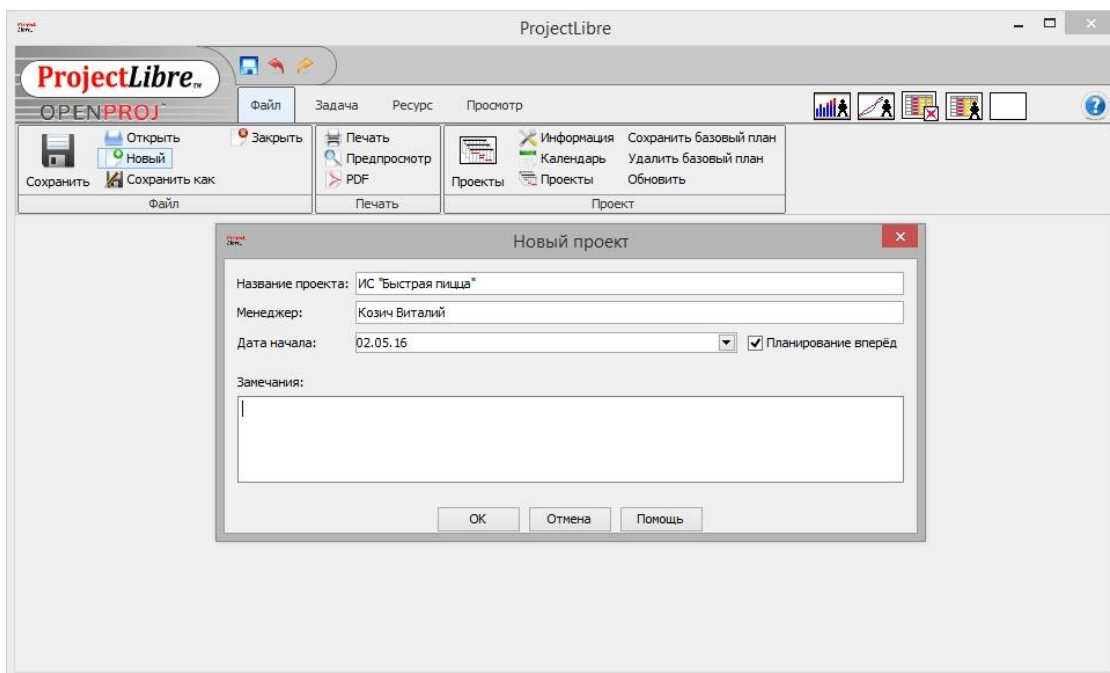 ProjectLibre
ProjectLibre™
OPENPROJ
Файл Задача Ресурс Просмотр
Сохранить
Открыть
Новый
Сохранить как
Закрыть
Файл
Печать
Предпросмотр
PDF
Печать
Проекты
Информация
Календарь
Проекты
Сохранить базовый план
Удалить базовый план
Обновить
Проект
Новый проект
Название проекта: ИС "Быстрая пицца"
Менеджер: Козич Виталий
Дата начала: 02.05.16 Планирование вперёд
Замечания:
OK Отмена Помощь